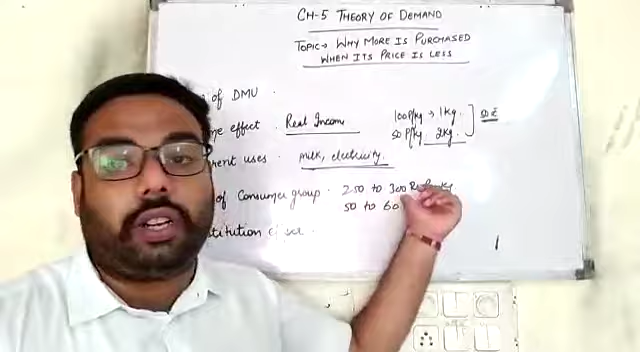 CH-5 THEORY OF DEMAND
TOPIC → WHY MORE IS PURCHASED
WHEN ITS PRICE IS LESS
of DMU.
effect. Real Income
100 P/kg → 1kg.
50 P/kg 2kg.
uses. milk, electricity.
of Consumer group. 250 to 300
50 to 60